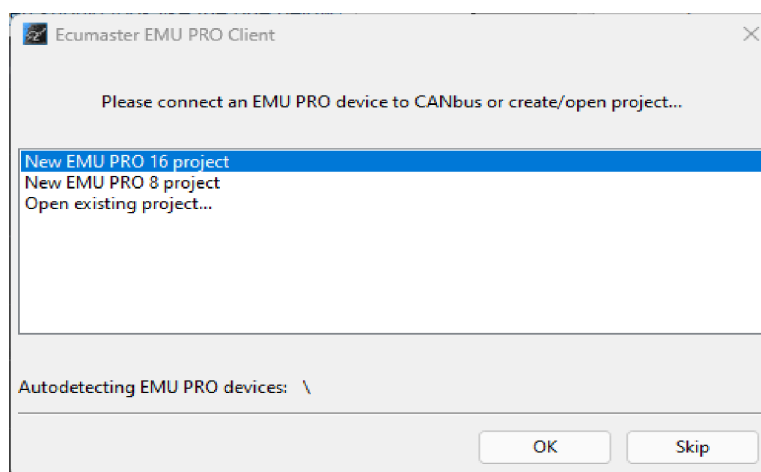 Ecumaster EMU PRO Client
Please connect an EMU PRO device to CANbus or create/open project...
New EMU PRO 16 project
New EMU PRO 8 project
Open existing project...
Autodetecting EMU PRO devices: \
OK Skip